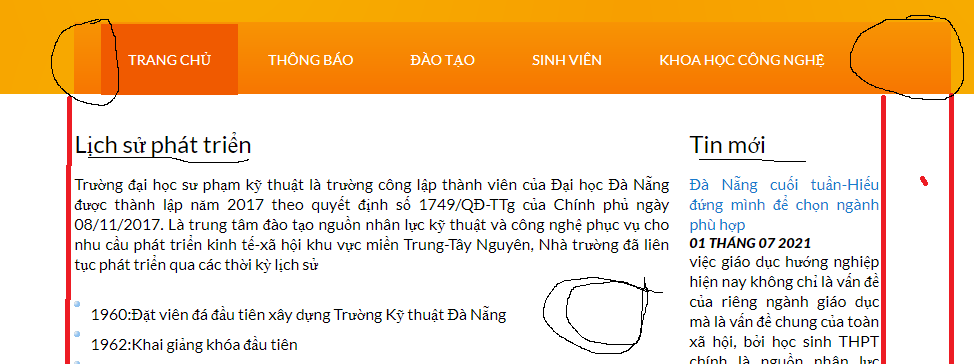 TRANG CHỦ THÔNG BÁO ĐÀO TẠO SINH VIÊN KHOA HỌC CÔNG NGHỆ
Lịch sử phát triển
Trường đại học sư phạm kỹ thuật là trường công lập thành viên của Đại học Đà Nẵng
được thành lập năm 2017 theo quyết định số 1749/QĐ-TTg của Chính phủ ngày
08/11/2017. Là trung tâm đào tạo nguồn nhân lực kỹ thuật và công nghệ phục vụ cho
nhu cầu phát triển kinh tế-xã hội khu vực miền Trung-Tây Nguyên, Nhà trường đã liên
tục phát triển qua các thời kỳ lịch sử
1960:Đặt viên đá đầu tiên xây dựng Trường Kỹ thuật Đà Nẵng
1962:Khai giảng khóa đầu tiên
Tin mới
Đà Nẵng cuối tuần-Hiếu
đứng mình để chọn ngành
phù hợp
01 THÁNG 07 2021
việc giáo dục hướng nghiệp
hiện nay không chỉ là vấn đề
của riêng ngành giáo dục
mà là vấn đề chung của toàn
xã hội, bởi học sinh THPT
chính là nguồn nhân lực